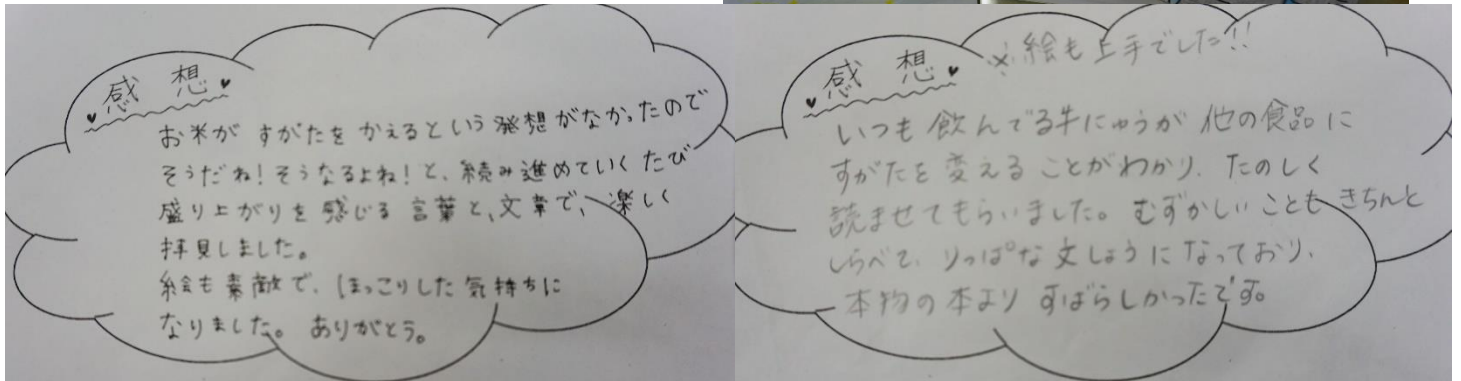 感想
お米が すがたを かえるという発想がなかったので
そうだね！そうなるよね！と、続み進めていくたび
盛り上がりを感じる言葉と、文章で、楽しく
拝見しました。
絵も素敵で、ほっこりした気持ちに
なりました。 ありがとう。
感想
※絵も上手でした!!
いつも飲んでる牛にゅうが 他の食品に
すがたを変えることがわかり、たのしく
読ませてもらいました。むずかしいことも きちんと
しらべて、りっぱな文しょうになっており、
本物の本より すばらしかったです。